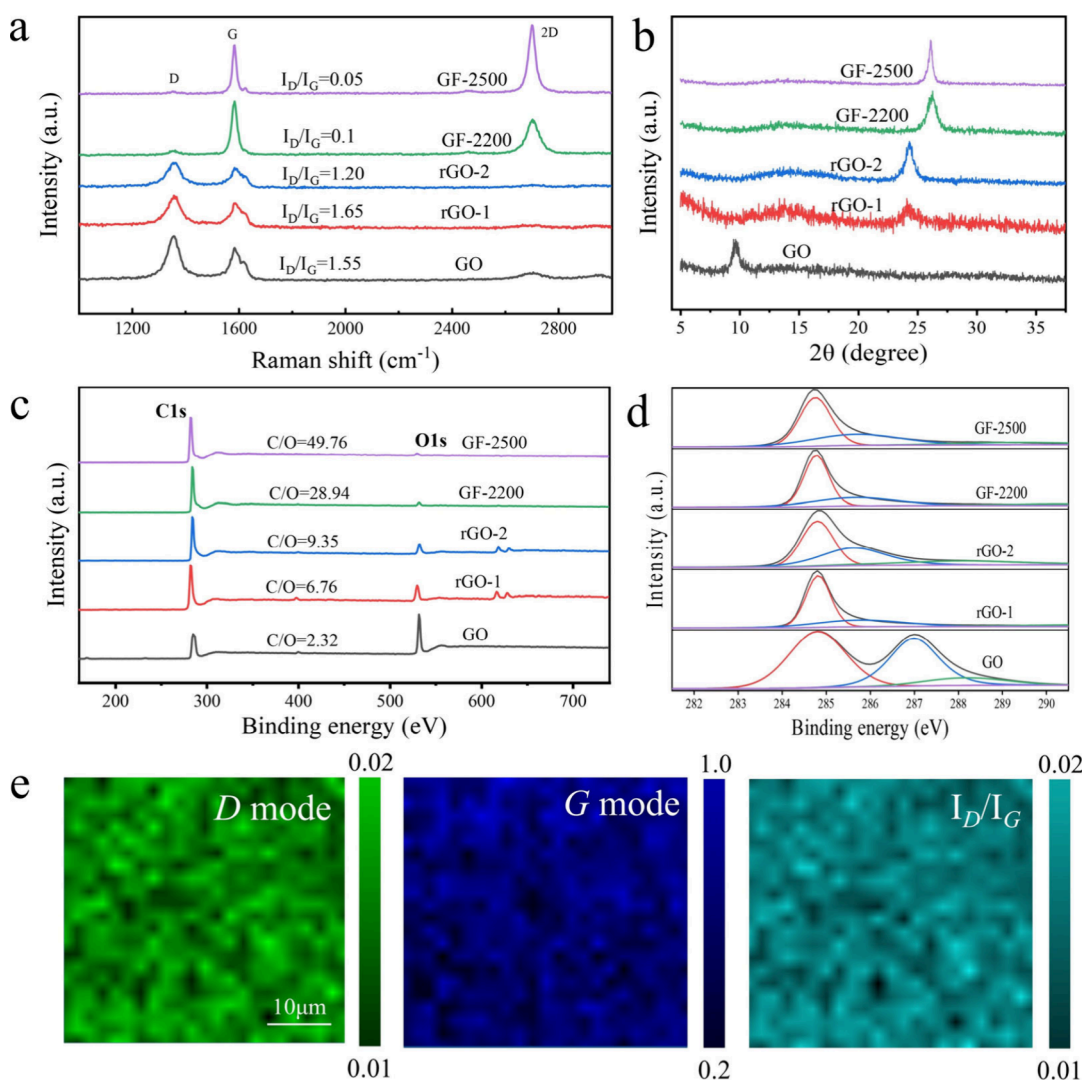 a
D
G
2D
I_D/I_G=0.05
GF-2500
I_D/I_G=0.1
GF-2200
I_D/I_G=1.20
rGO-2
I_D/I_G=1.65
rGO-1
I_D/I_G=1.55
GO
Intensity (a.u.)
1200 1600 2000 2400 2800
Raman shift (cm⁻¹)
b
GF-2500
GF-2200
rGO-2
rGO-1
GO
Intensity (a.u.)
5 10 15 20 25 30 35
2θ (degree)
c
C1s
O1s
C/O=49.76
GF-2500
C/O=28.94
GF-2200
C/O=9.35
rGO-2
C/O=6.76
rGO-1
C/O=2.32
GO
Intensity (a.u.)
200 300 400 500 600 700
Binding energy (eV)
d
GF-2500
GF-2200
rGO-2
rGO-1
GO
Intensity (a.u.)
282 283 284 285 286 287 288 289 290
Binding energy (eV)
e
D mode
10μm
0.02
0.01
G mode
1.0
0.2
I_D/I_G
0.02
0.01